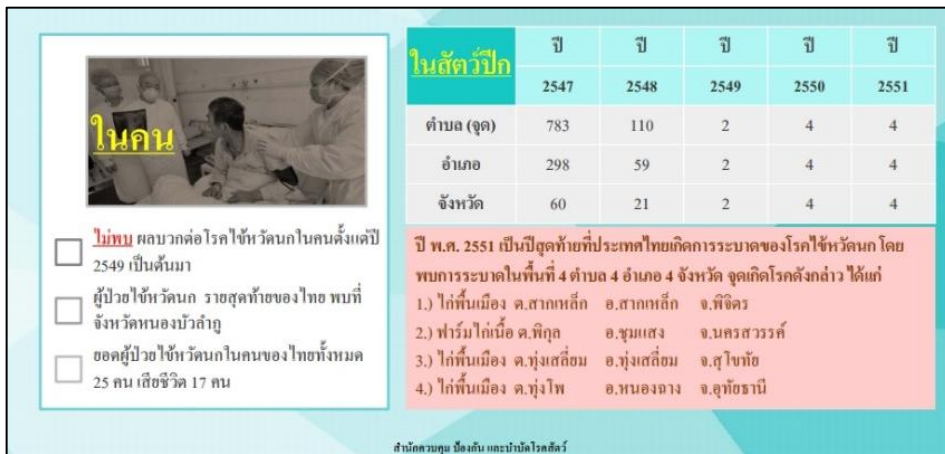 ในคน
ไม่พบ ผลบวกต่อโรคไข้หวัดนกในคนตั้งแต่ปี
2549 เป็นต้นมา
ผู้ป่วยไข้หวัดนก รายสุดท้ายของไทย พบที่
จังหวัดหนองบัวลำภู
ยอดผู้ป่วยไข้หวัดนกในคนของไทยทั้งหมด
25 คน เสียชีวิต 17 คน
ในสัตว์ปีก ปี 2547 ปี 2548 ปี 2549 ปี 2550 ปี 2551
ตำบล (จุด) 783 110 2 4 4
อำเภอ 298 59 2 4 4
จังหวัด 60 21 2 4 4
ปี พ.ศ. 2551 เป็นปีสุดท้ายที่ประเทศไทยเกิดการระบาดของโรคไข้หวัดนก โดย
พบการระบาดในพื้นที่ 4 ตำบล 4 อำเภอ 4 จังหวัด จุดเกิดโรคดังกล่าว ได้แก่
1.) ไก่พื้นเมือง ต.สากเหล็ก อ.สากเหล็ก จ.พิจิตร
2.) ฟาร์มไก่เนื้อ ต.พิกุล อ.ชุมแสง จ.นครสวรรค์
3.) ไก่พื้นเมือง ต.ทุ่งเสลี่ยม อ.ทุ่งเสลี่ยม จ.สุโขทัย
4.) ไก่พื้นเมือง ต.ทุ่งโพ อ.หนองฉาง จ.อุทัยธานี
สำนักควบคุม ป้องกัน และบำบัดโรคสัตว์